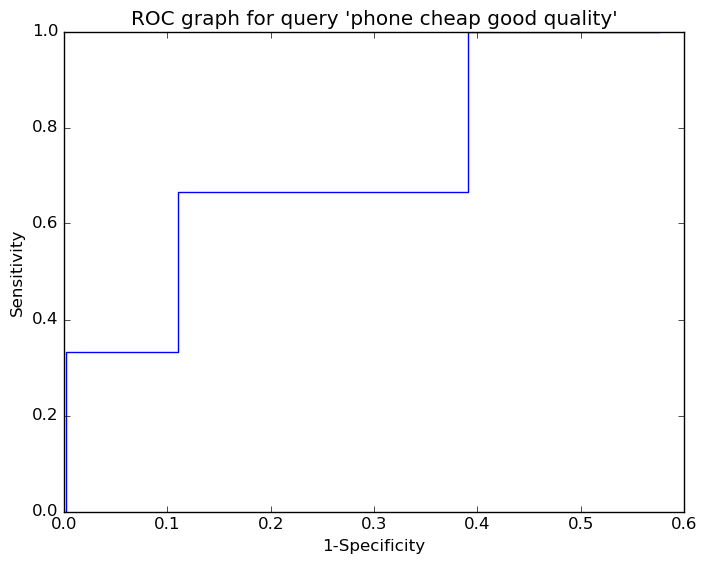 ROC graph for query 'phone cheap good quality'
1.0
0.8
0.6
0.4
0.2
0.0
Sensitivity
0.0 0.1 0.2 0.3 0.4 0.5 0.6
1-Specificity